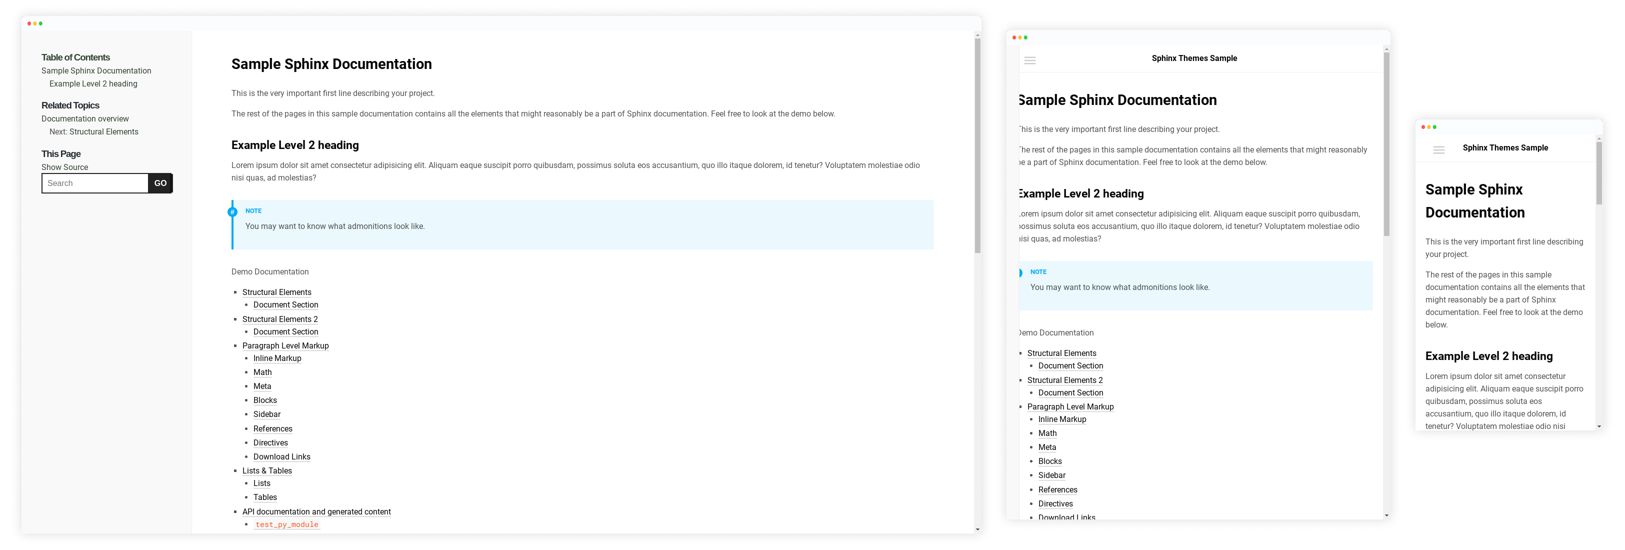 Table of Contents
Sample Sphinx Documentation
Example Level 2 heading
Related Topics
Documentation overview
Next: Structural Elements
This Page
Show Source
Search
GO
Sample Sphinx Documentation
This is the very important first line describing your project.
The rest of the pages in this sample documentation contains all the elements that might reasonably be a part of Sphinx documentation. Feel free to look at the demo below.
Example Level 2 heading
Lorem ipsum dolor sit amet consectetur adipisicing elit. Aliquam eaque suscipit porro quibusdam, possimus soluta eos accusantium, quo illo itaque dolorem, id tenetur? Voluptatem molestiae odio
nisi quas, ad molestias?
NOTE
You may want to know what admonitions look like.
Demo Documentation
Structural Elements
Document Section
Structural Elements 2
Document Section
Paragraph Level Markup
Inline Markup
Math
Meta
Blocks
Sidebar
References
Directives
Download Links
Lists & Tables
Lists
Tables
API documentation and generated content
test_py_module
Sphinx Themes Sample
Sample Sphinx Documentation
This is the very important first line describing your project.
The rest of the pages in this sample documentation contains all the elements that might reasonably
be a part of Sphinx documentation. Feel free to look at the demo below.
Example Level 2 heading
Lorem ipsum dolor sit amet consectetur adipisicing elit. Aliquam eaque suscipit porro quibusdam,
possimus soluta eos accusantium, quo illo itaque dolorem, id tenetur? Voluptatem molestiae odio
nisi quas, ad molestias?
NOTE
You may want to know what admonitions look like.
Demo Documentation
Structural Elements
Document Section
Structural Elements 2
Document Section
Paragraph Level Markup
Inline Markup
Math
Meta
Blocks
Sidebar
References
Directives
Download Links
Sphinx Themes Sample
Sample Sphinx
Documentation
This is the very important first line describing
your project.
The rest of the pages in this sample
documentation contains all the elements that
might reasonably be a part of Sphinx
documentation. Feel free to look at the demo
below.
Example Level 2 heading
Lorem ipsum dolor sit amet consectetur
adipisicing elit. Aliquam eaque suscipit porro
quibusdam, possimus soluta eos
accusantium, quo illo itaque dolorem, id
tenetur? Voluptatem molestiae odio nisi